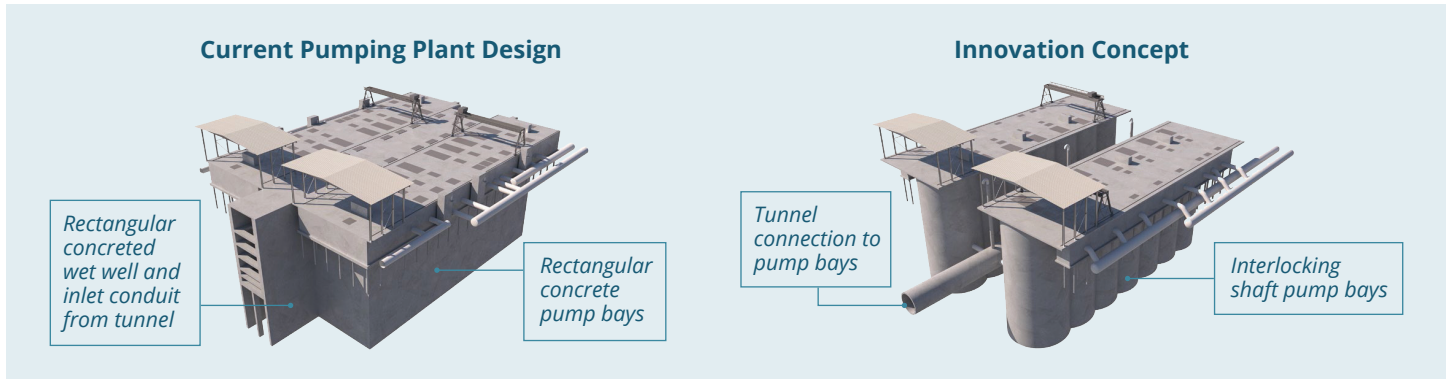 Current Pumping Plant Design
Rectangular
concreted
wet well and
inlet conduit
from tunnel
Rectangular
concrete
pump bays
Innovation Concept
Tunnel
connection to
pump bays
Interlocking
shaft pump bays